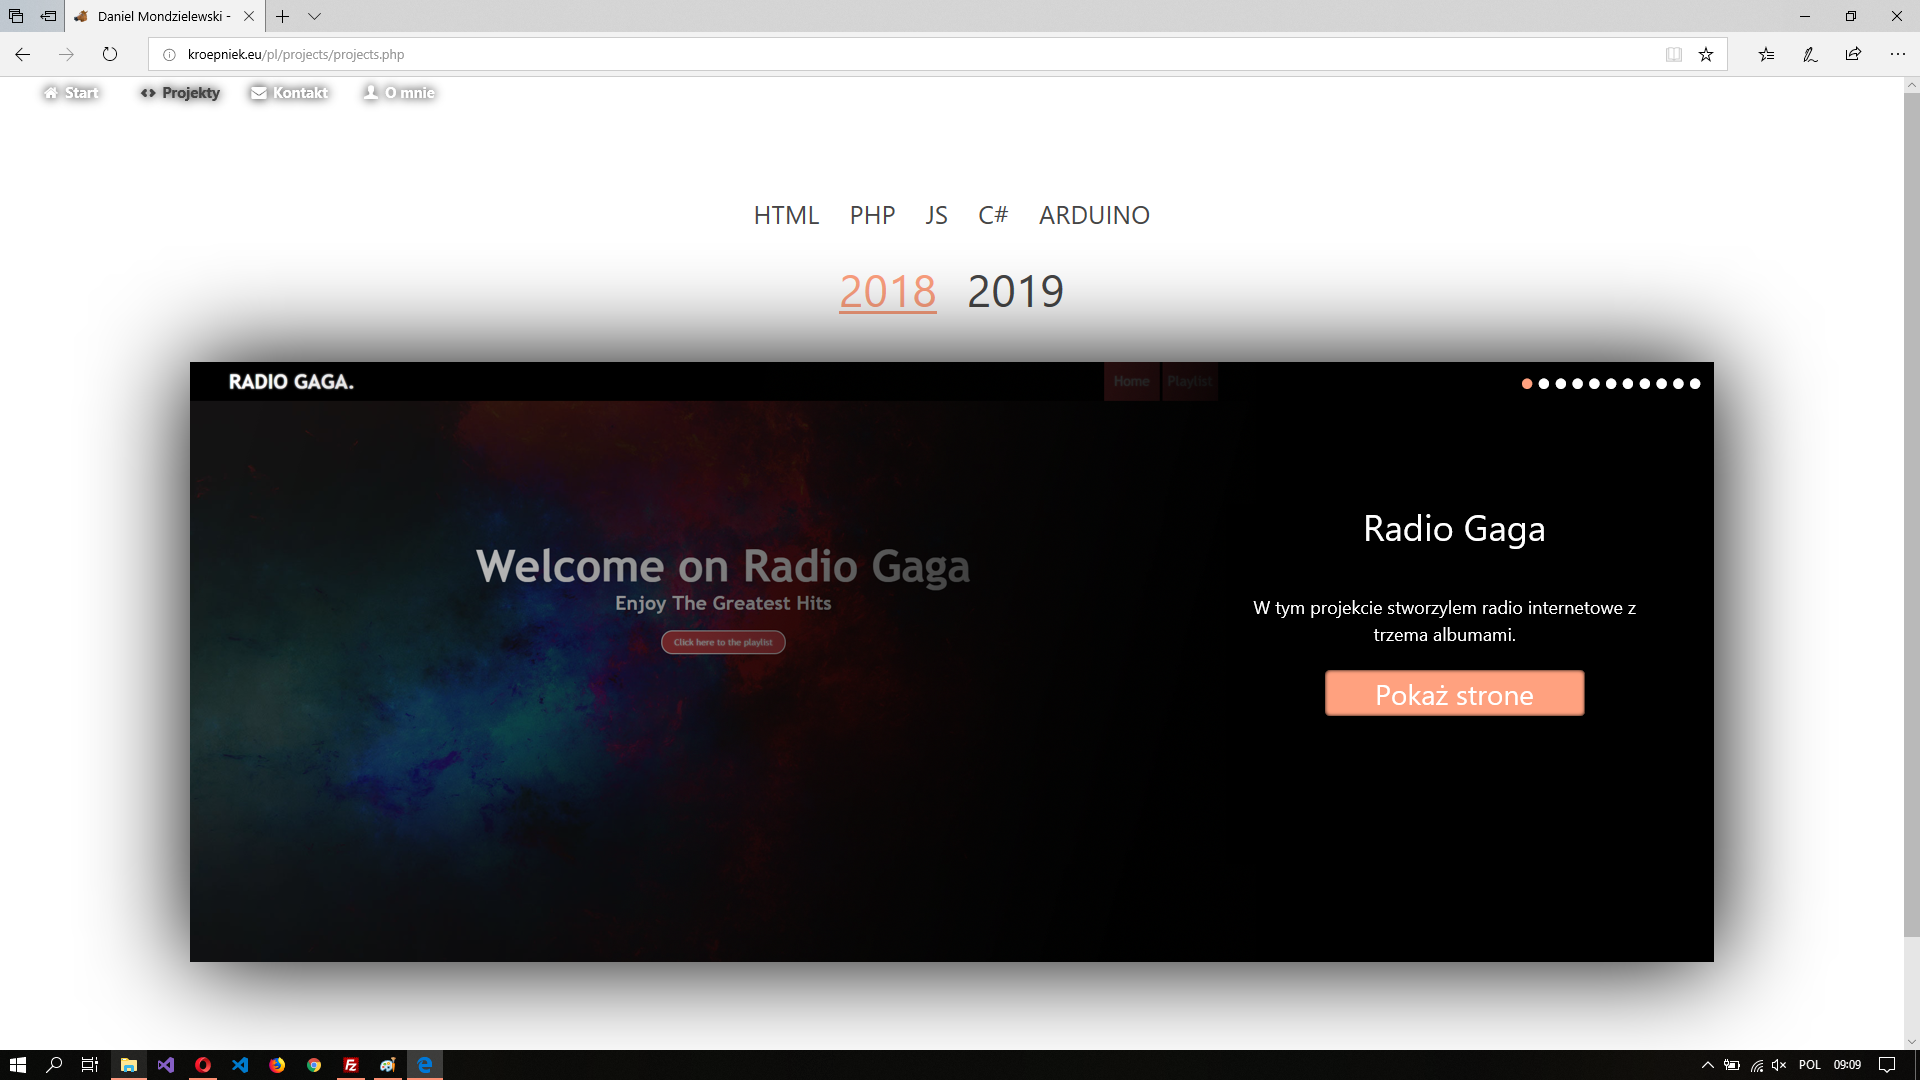 Daniel Mondzielewski -
kroepniek.eu/pl/projects/projects.php
Start Projekty Kontakt O mnie
HTML PHP JS C# ARDUINO
2018 2019
RADIO GAGA.
Home Playlist
Welcome on Radio Gaga
Enjoy The Greatest Hits
Click here to the playlist
Radio Gaga
W tym projekcie stworzylem radio internetowe z
trzema albumami.
Pokaż strone
POL 09:09